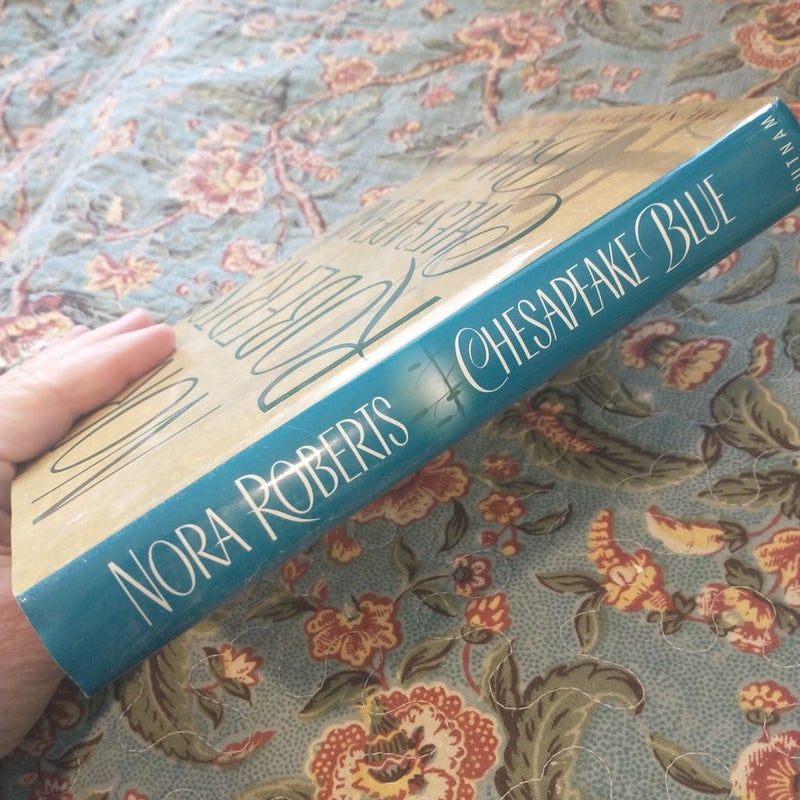 NORA ROBERTS CHESAPEAKE BLUE
PUTNAM
NORA
ROBERTS
CHESAPEAKE
BLUE